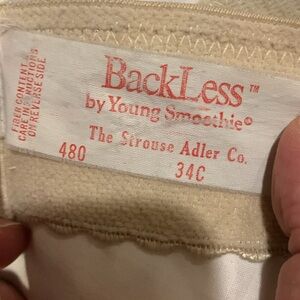 BackLess™
by Young Smoothie®
The Strouse Adler Co.
480 34C
FIBER CONTENT
CARE INSTRUCTIONS
ON REVERSE SIDE